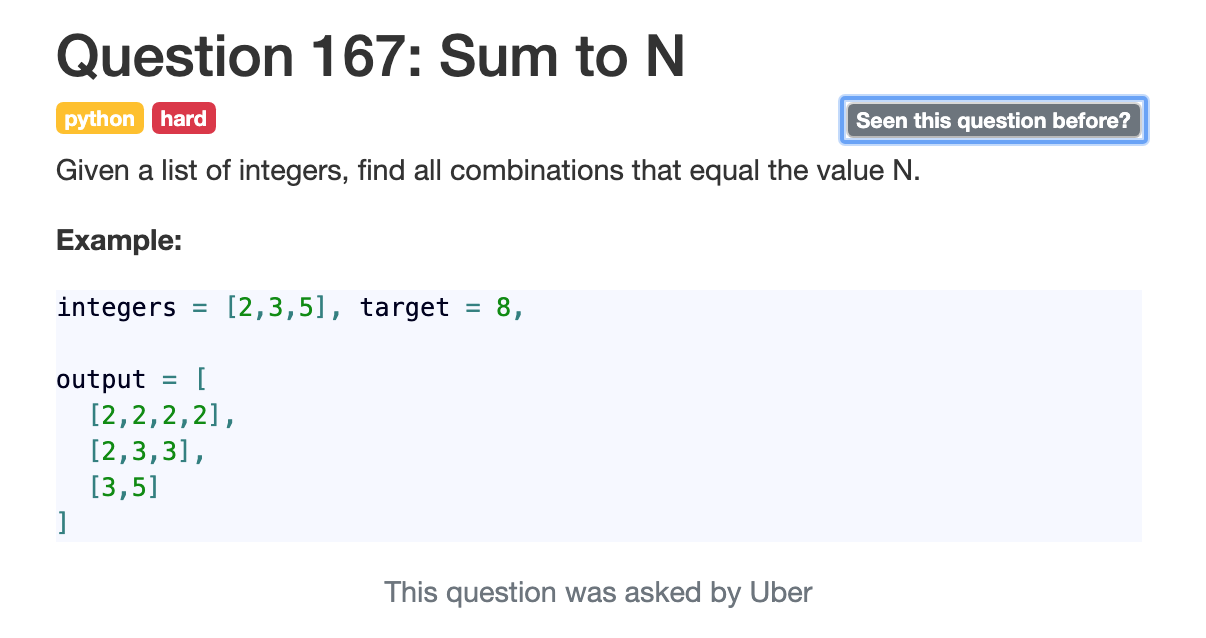 Question 167: Sum to N
python hard
Seen this question before?
Given a list of integers, find all combinations that equal the value N.
Example:
integers = [2,3,5], target = 8,
output = [
  [2,2,2,2],
  [2,3,3],
  [3,5]
]
This question was asked by Uber